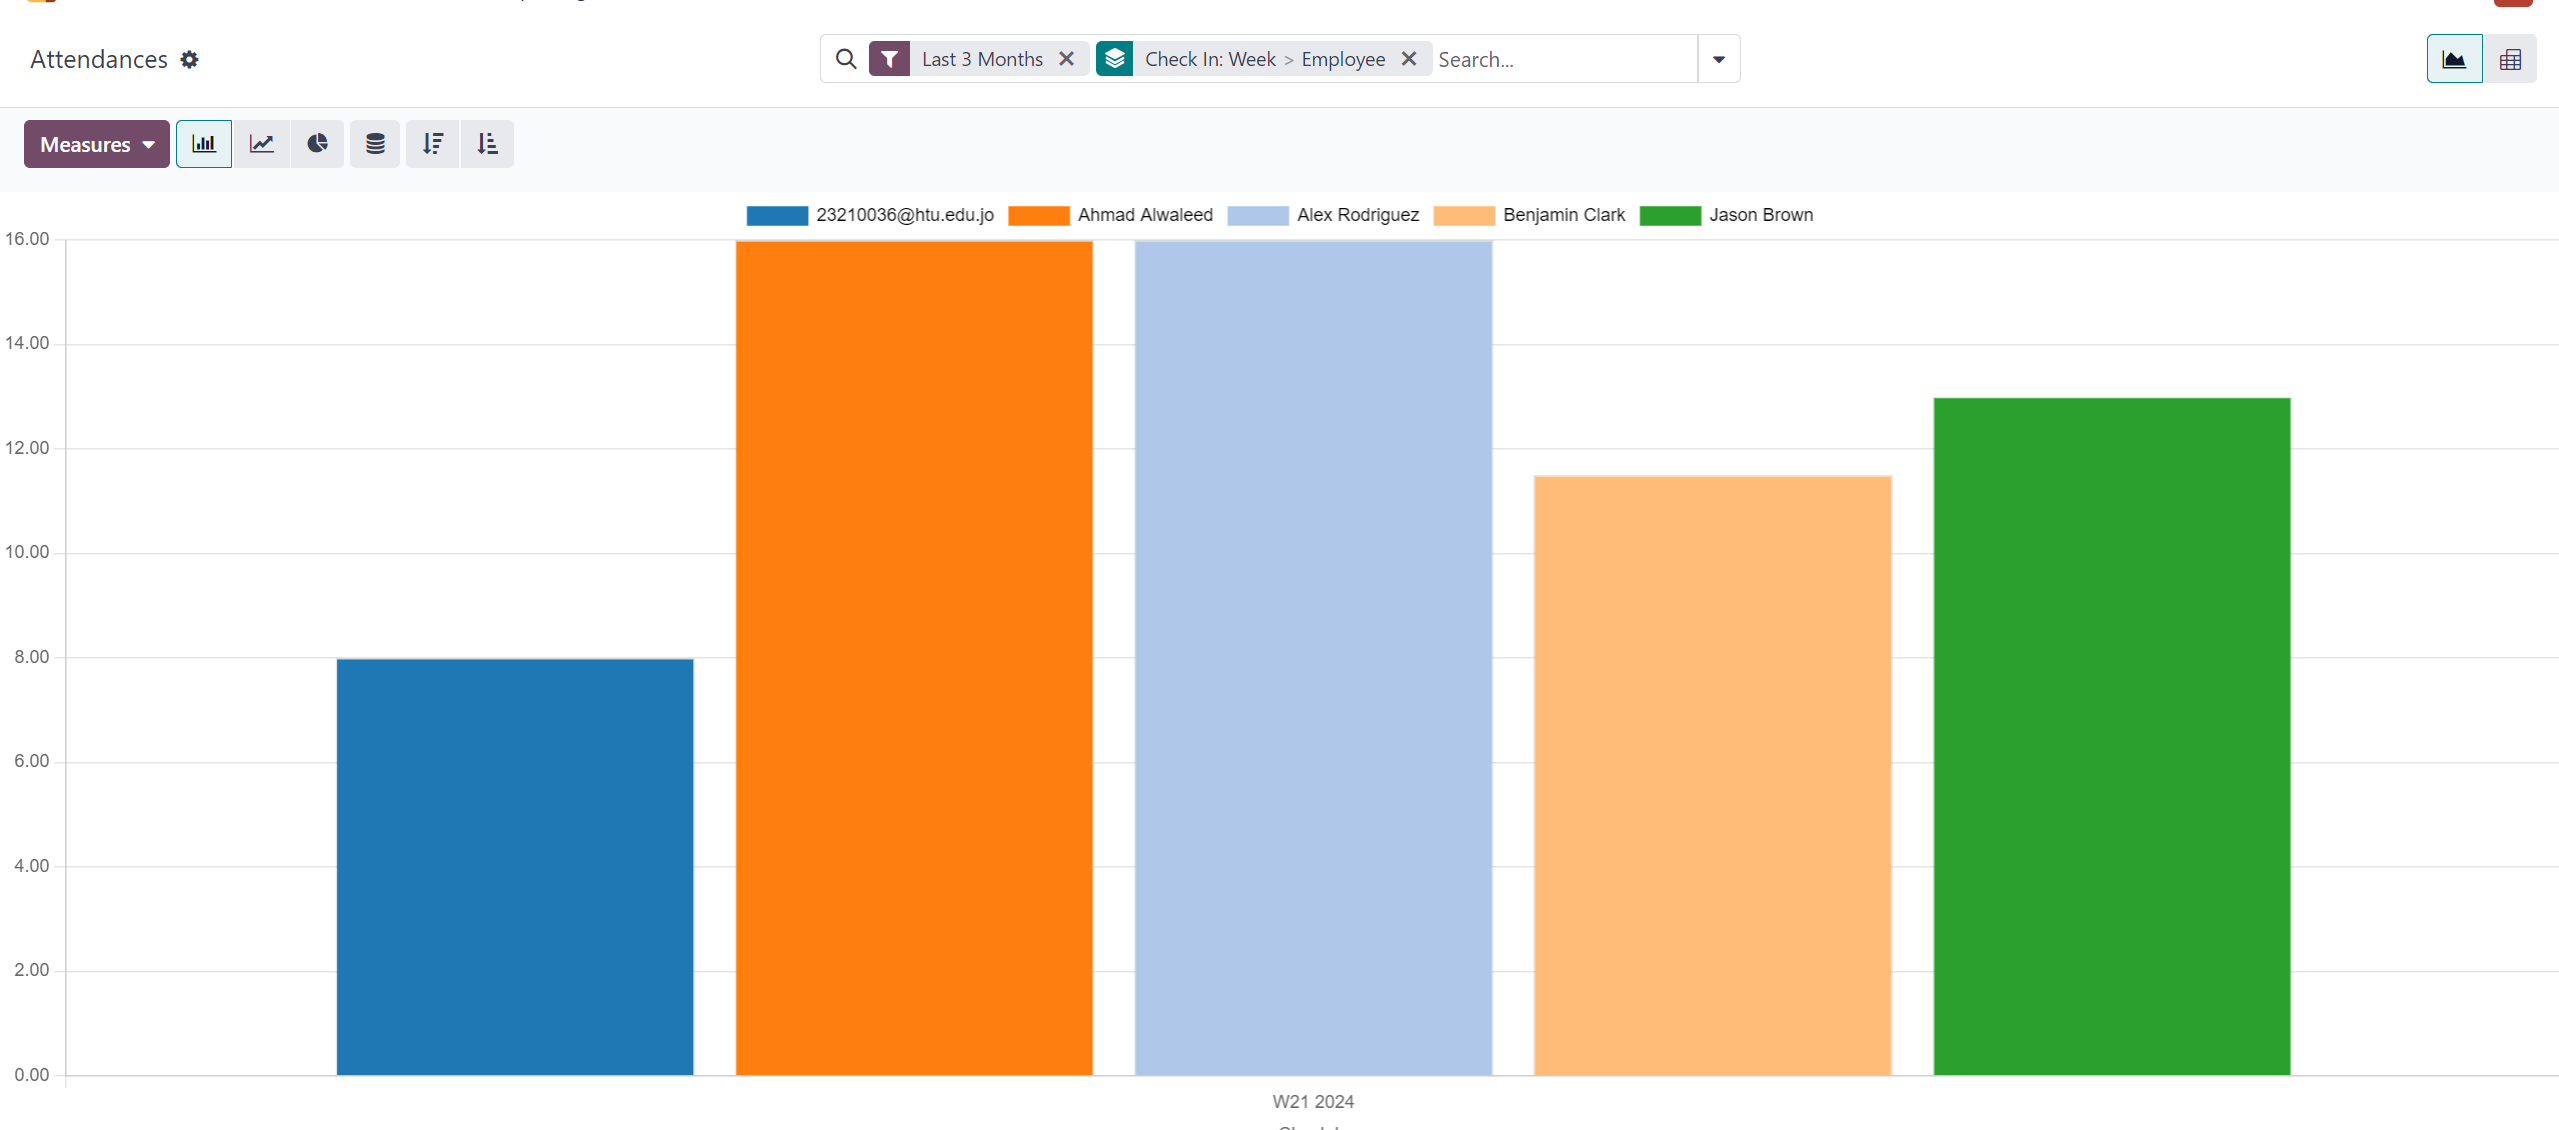 Attendances
Last 3 Months
Check In: Week > Employee
Search...
Measures
23210036@htu.edu.jo Ahmad Alwaleed Alex Rodriguez Benjamin Clark Jason Brown
16.00
14.00
12.00
10.00
8.00
6.00
4.00
2.00
0.00
W21 2024